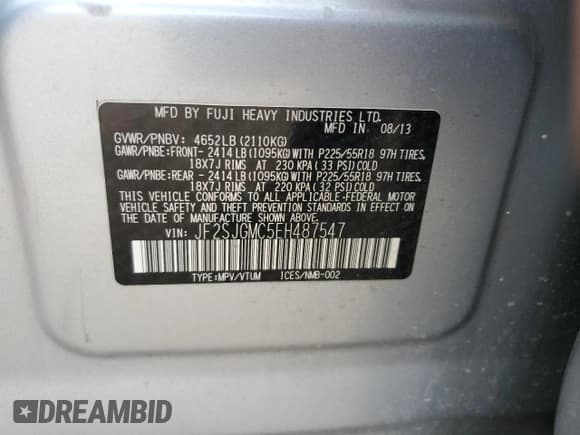 MFD BY FUJI HEAVY INDUSTRIES LTD.
MFD IN 08/13
GVWR/PNBV: 4652LB (2110KG)
GAWR/PNBE:FRONT- 2414LB(1095KG)WITH P225/55R18 97H TIRES,
18X7J RIMS AT 230 KPA (33 PSI)COLD
GAWR/PNBE:REAR - 2414LB(1095KG)WITH P225/55R18 97H TIRES,
18X7J RIMS AT 220 KPA (32 PSI)COLD
THIS VEHICLE CONFORMS TO ALL APPLICABLE FEDERAL MOTOR
VEHICLE SAFETY AND THEFT PREVENTION STANDARDS IN
EFFECT ON THE DATE OF MANUFACTURE SHOWN ABOVE.
VIN: JF2SJGMC5EH487547
TYPE:MPV/VTUM ICES/NMB-002
DREAMBID